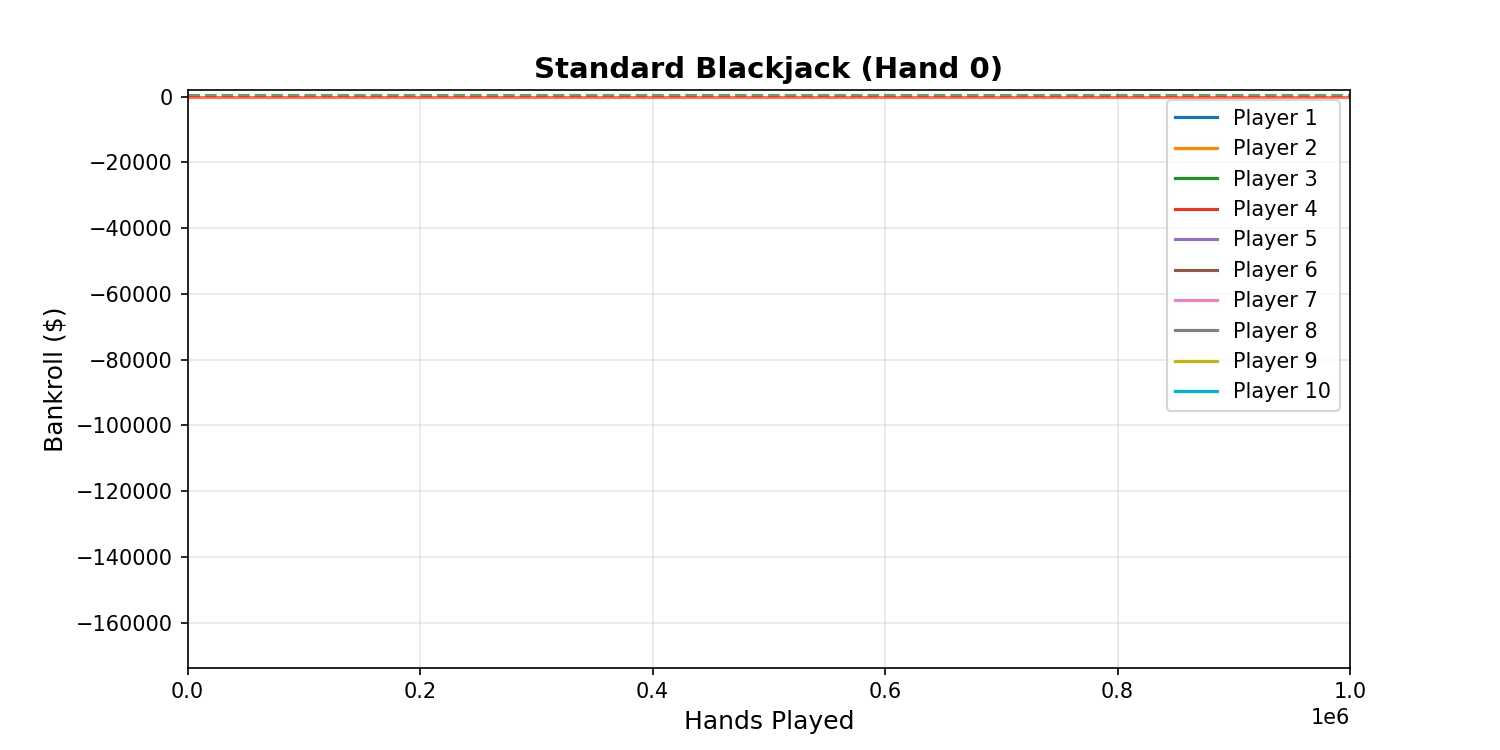 Standard Blackjack (Hand 0)
0
−20000
−40000
−60000
−80000
−100000
−120000
−140000
−160000
Bankroll ($)
Player 1
Player 2
Player 3
Player 4
Player 5
Player 6
Player 7
Player 8
Player 9
Player 10
0.0 0.2 0.4 0.6 0.8 1.0
1e6
Hands Played